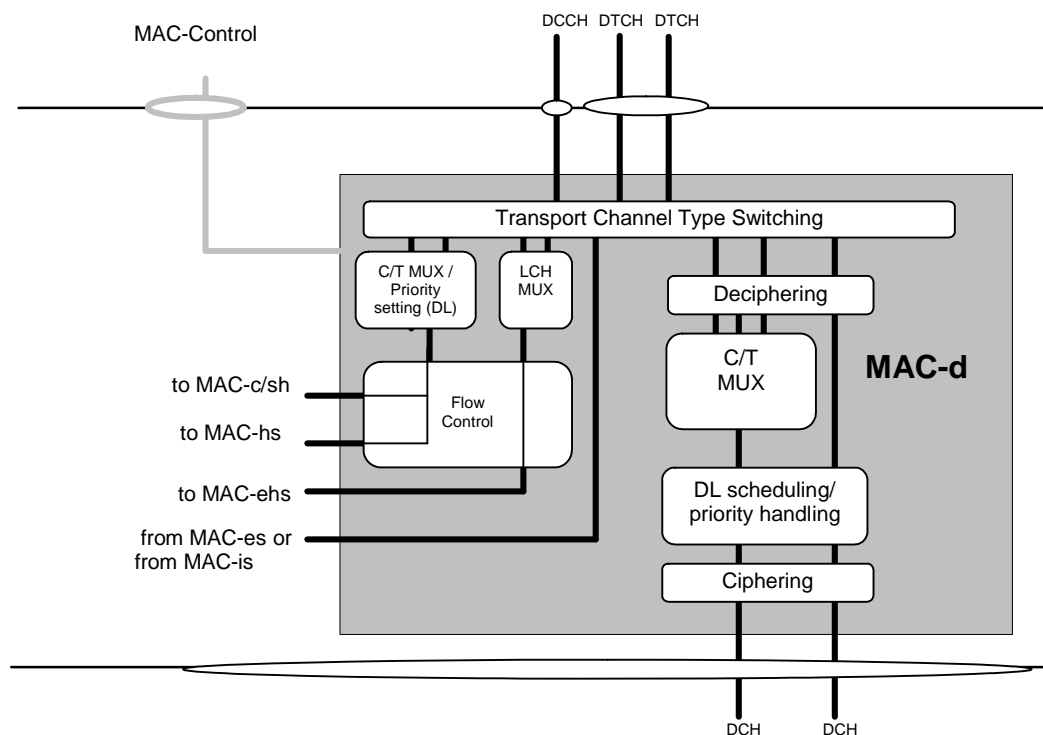 DCCH DTCH DTCH
MAC-Control
Transport Channel Type Switching
C/T MUX /
Priority
setting (DL)
LCH
MUX
Deciphering
C/T
MUX
MAC-d
to MAC-c/sh
Flow
Control
to MAC-hs
to MAC-ehs
DL scheduling/
priority handling
from MAC-es or
from MAC-is
Ciphering
DCH DCH